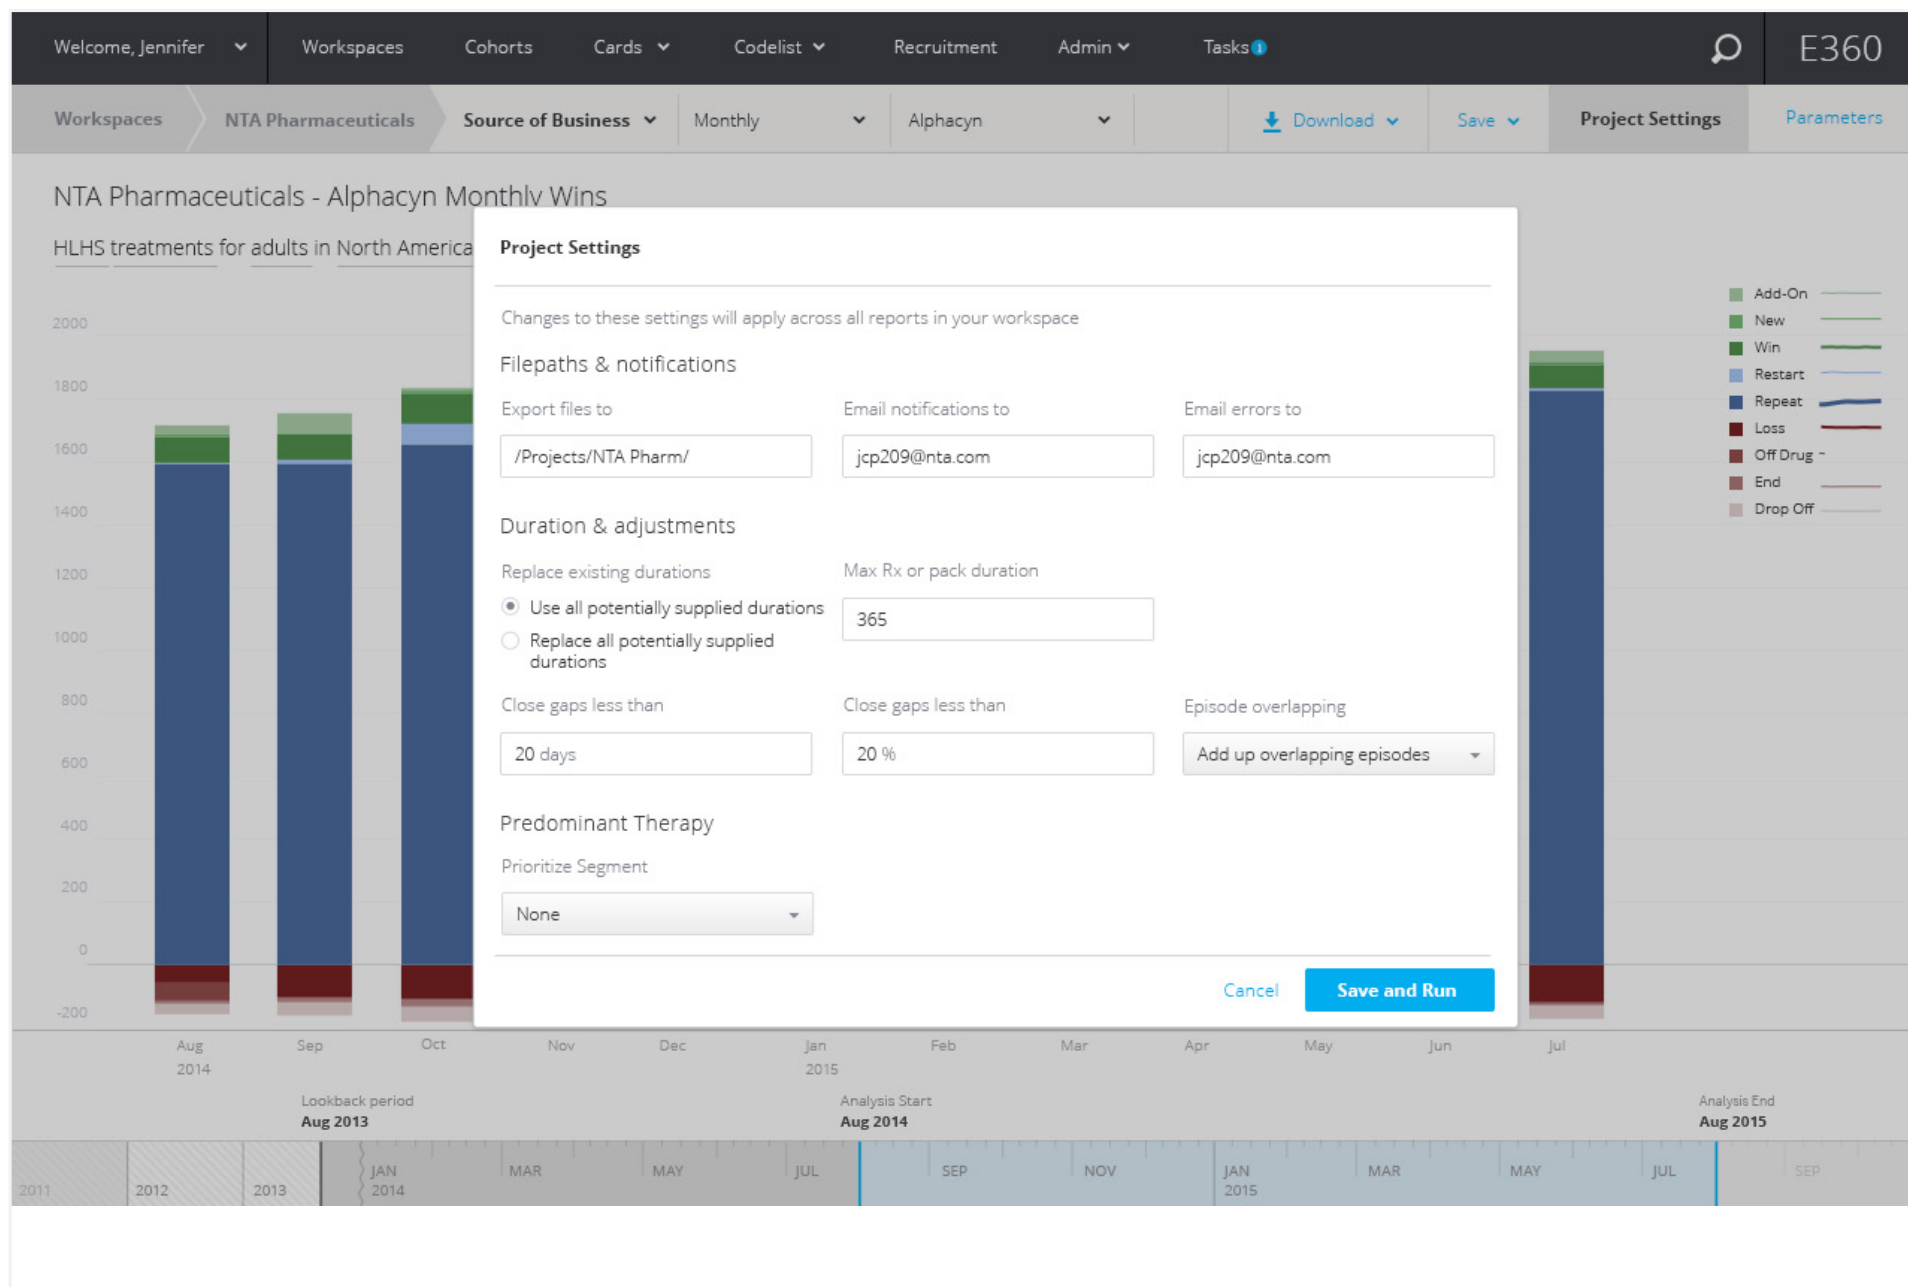 Welcome, Jennifer
Workspaces
Cohorts
Cards
Codelist
Recruitment
Admin
Tasks 1
E360
Workspaces
NTA Pharmaceuticals
Source of Business
Monthly
Alphacyn
Download
Save
Project Settings
Parameters
NTA Pharmaceuticals - Alphacyn Monthly Wins
HLHS treatments for adults in North America
Project Settings
Changes to these settings will apply across all reports in your workspace
Filepaths & notifications
Export files to
Email notifications to
Email errors to
/Projects/NTA Pharm/
jcp209@nta.com
jcp209@nta.com
Duration & adjustments
Replace existing durations
Max Rx or pack duration
Use all potentially supplied durations
Replace all potentially supplied
durations
365
Close gaps less than
Close gaps less than
Episode overlapping
20 days
20 %
Add up overlapping episodes
Predominant Therapy
Prioritize Segment
None
Cancel
Save and Run
Add-On
New
Win
Restart
Repeat
Loss
Off Drug
End
Drop Off
2000
1800
1600
1400
1200
1000
800
600
400
200
0
-200
Aug
2014
Sep
Oct
Nov
Dec
Jan
2015
Feb
Mar
Apr
May
Jun
Jul
Lookback period
Aug 2013
Analysis Start
Aug 2014
Analysis End
Aug 2015
2011
2012
2013
JAN
2014
MAR
MAY
JUL
SEP
NOV
JAN
2015
MAR
MAY
JUL
SEP